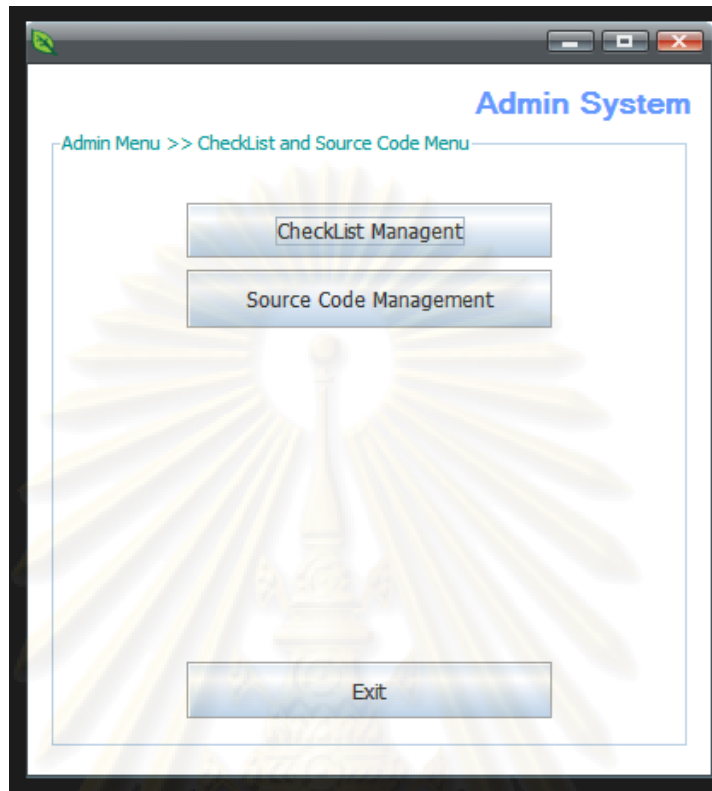 Admin System
Admin Menu >> CheckList and Source Code Menu
CheckList Managent
Source Code Management
Exit